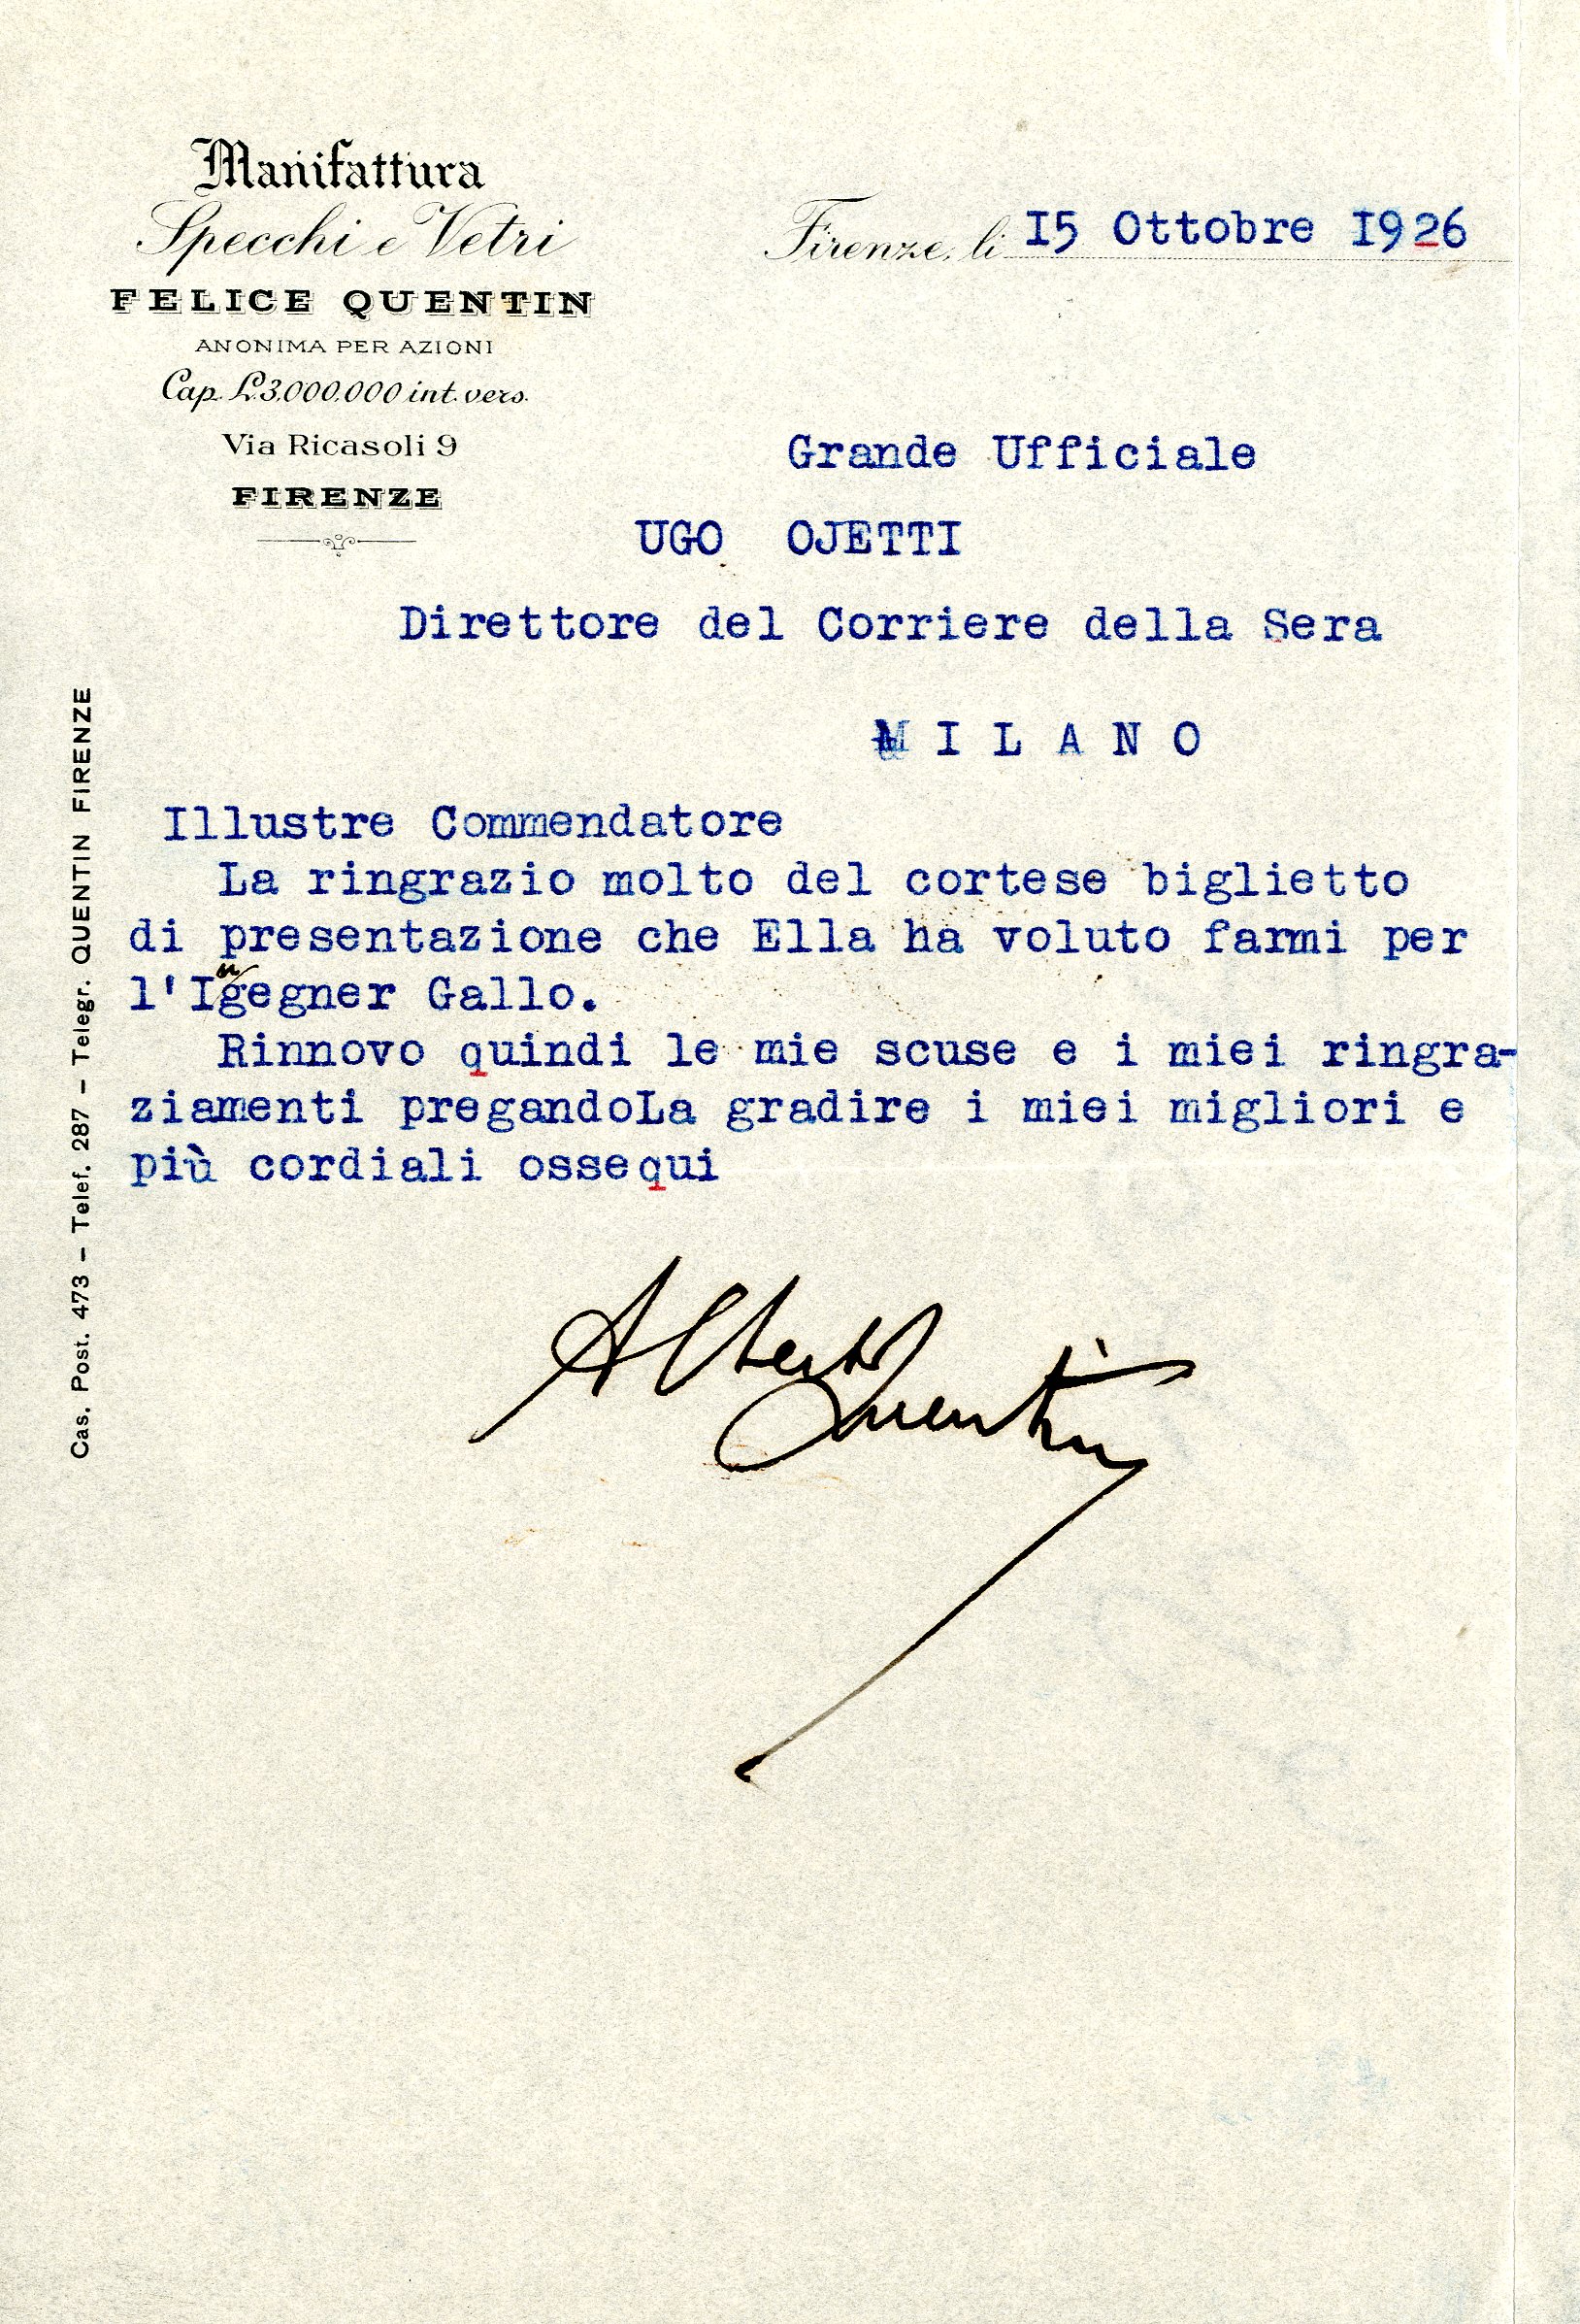 Manifattura
Specchi e Vetri
FELICE QUENTIN
ANONIMA PER AZIONI
Cap. L.3.000.000 int. vers.
Via Ricasoli 9
FIRENZE
Firenze, li 15 Ottobre 1926
Grande Ufficiale
UGO OJETTI
Direttore del Corriere della Sera
MILANO
Cas. Post. 473 – Telef. 287 – Telegr. QUENTIN FIRENZE
Illustre Commendatore
La ringrazio molto del cortese biglietto
di presentazione che Ella ha voluto farmi per
l'Ingegner Gallo.
Rinnovo quindi le mie scuse e i miei ringra-
ziamenti pregandoLa gradire i miei migliori e
più cordiali ossequi
Alberto Quentin